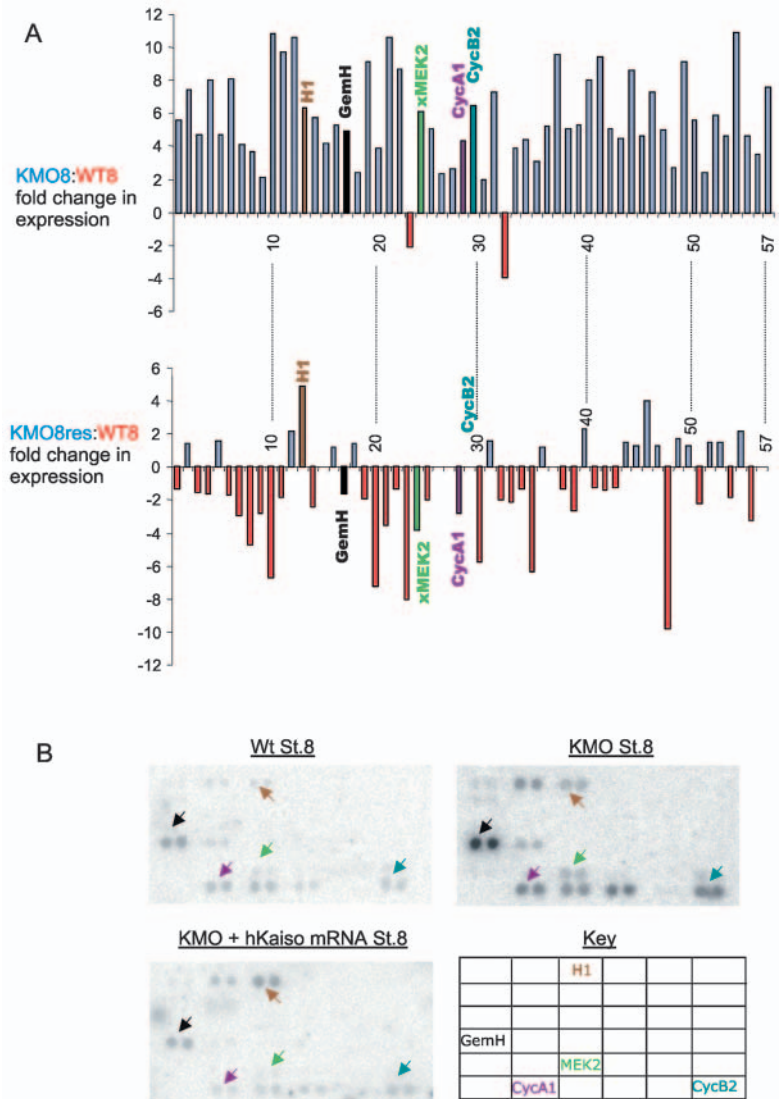 A
12
10
8
6
4
2
0
-2
-4
-6
KMO8:WT8
fold change in
expression
H1
GemH
xMEK2
CycA1
CycB2
10
20
30
40
50
57
6
4
2
0
-2
-4
-6
-8
-10
-12
KMO8res:WT8
fold change in
expression
H1
GemH
xMEK2
CycA1
CycB2
10
20
30
40
50
57
B
Wt St.8
KMO St.8
KMO + hKaiso mRNA St.8
Key
H1
GemH
MEK2
CycA1
CycB2